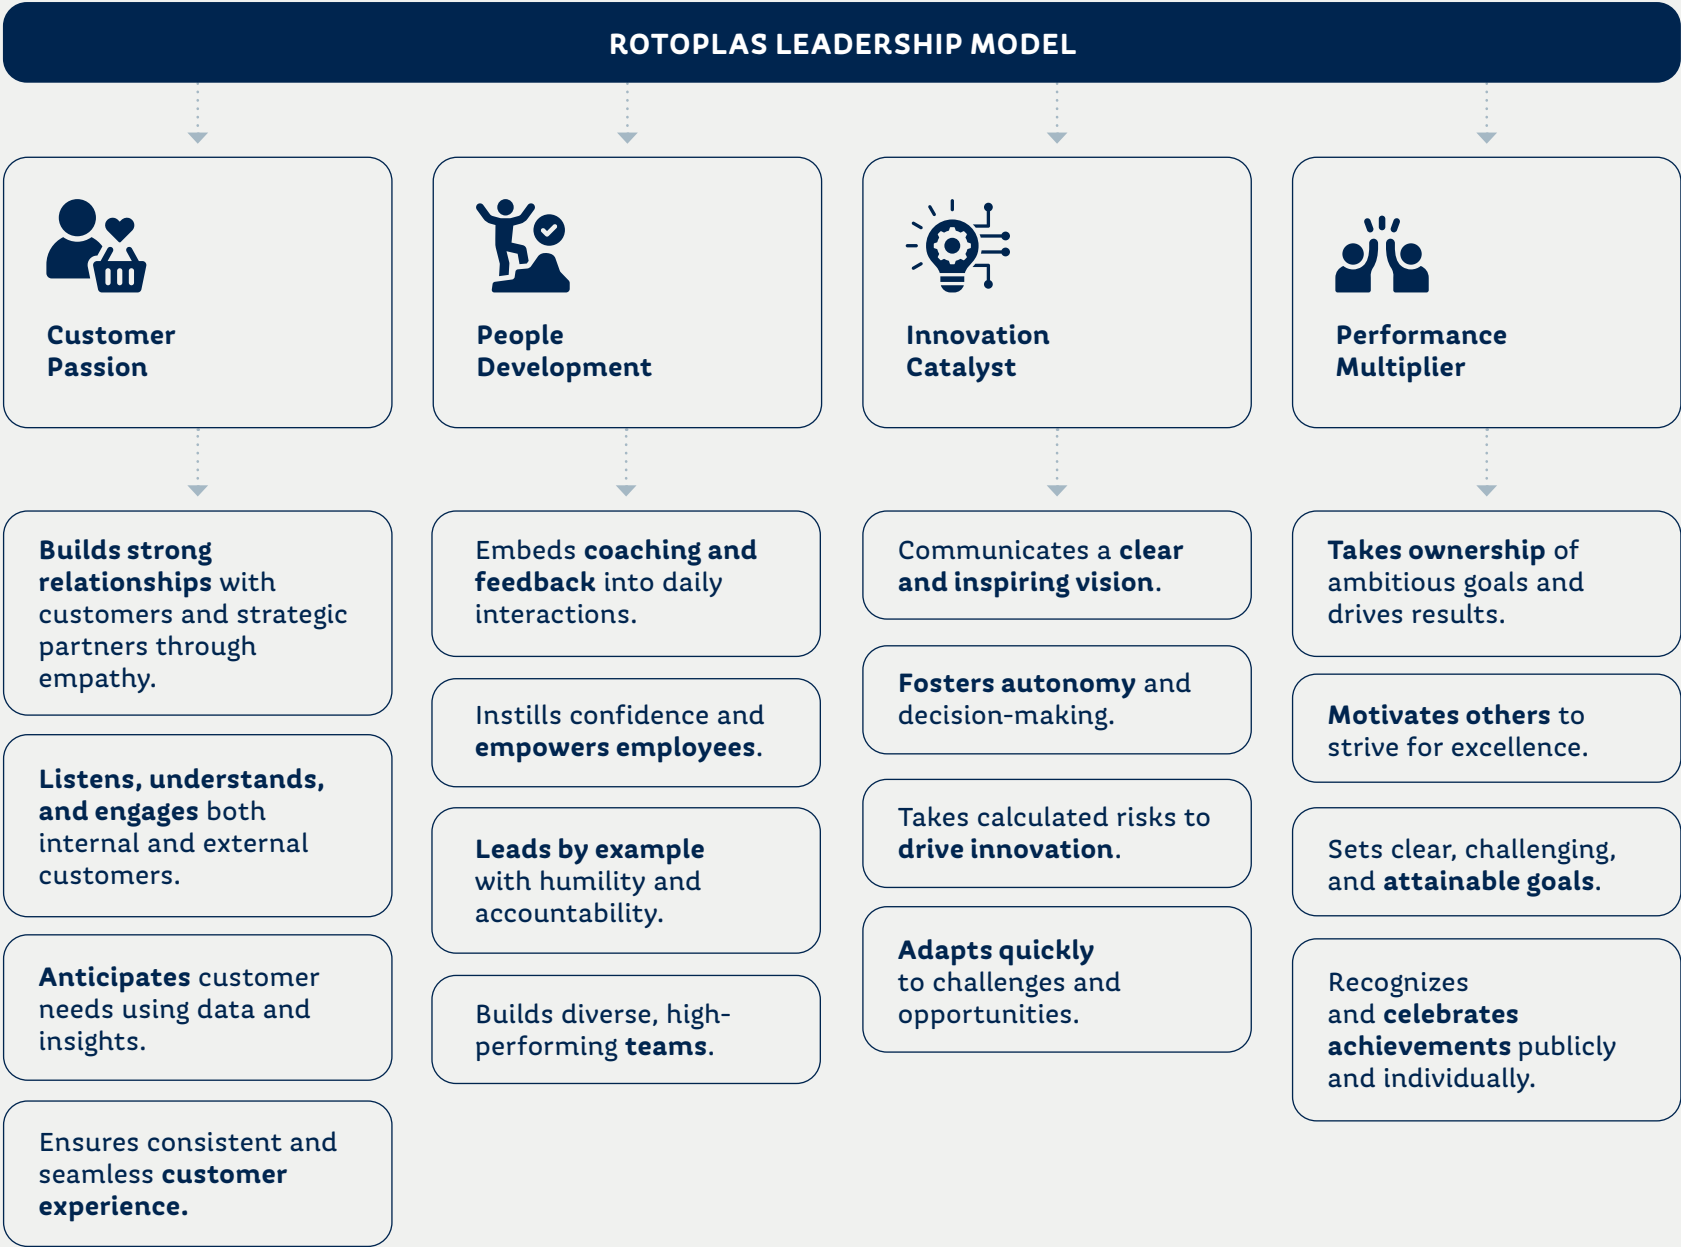 ROTOPLAS LEADERSHIP MODEL
Customer
Passion
Builds strong
relationships with
customers and strategic
partners through
empathy.
Listens, understands,
and engages both
internal and external
customers.
Anticipates customer
needs using data and
insights.
Ensures consistent and
seamless customer
experience.
People
Development
Embeds coaching and
feedback into daily
interactions.
Instills confidence and
empowers employees.
Leads by example
with humility and
accountability.
Builds diverse, high-
performing teams.
Innovation
Catalyst
Communicates a clear
and inspiring vision.
Fosters autonomy and
decision-making.
Takes calculated risks to
drive innovation.
Adapts quickly
to challenges and
opportunities.
Performance
Multiplier
Takes ownership of
ambitious goals and
drives results.
Motivates others to
strive for excellence.
Sets clear, challenging,
and attainable goals.
Recognizes
and celebrates
achievements publicly
and individually.